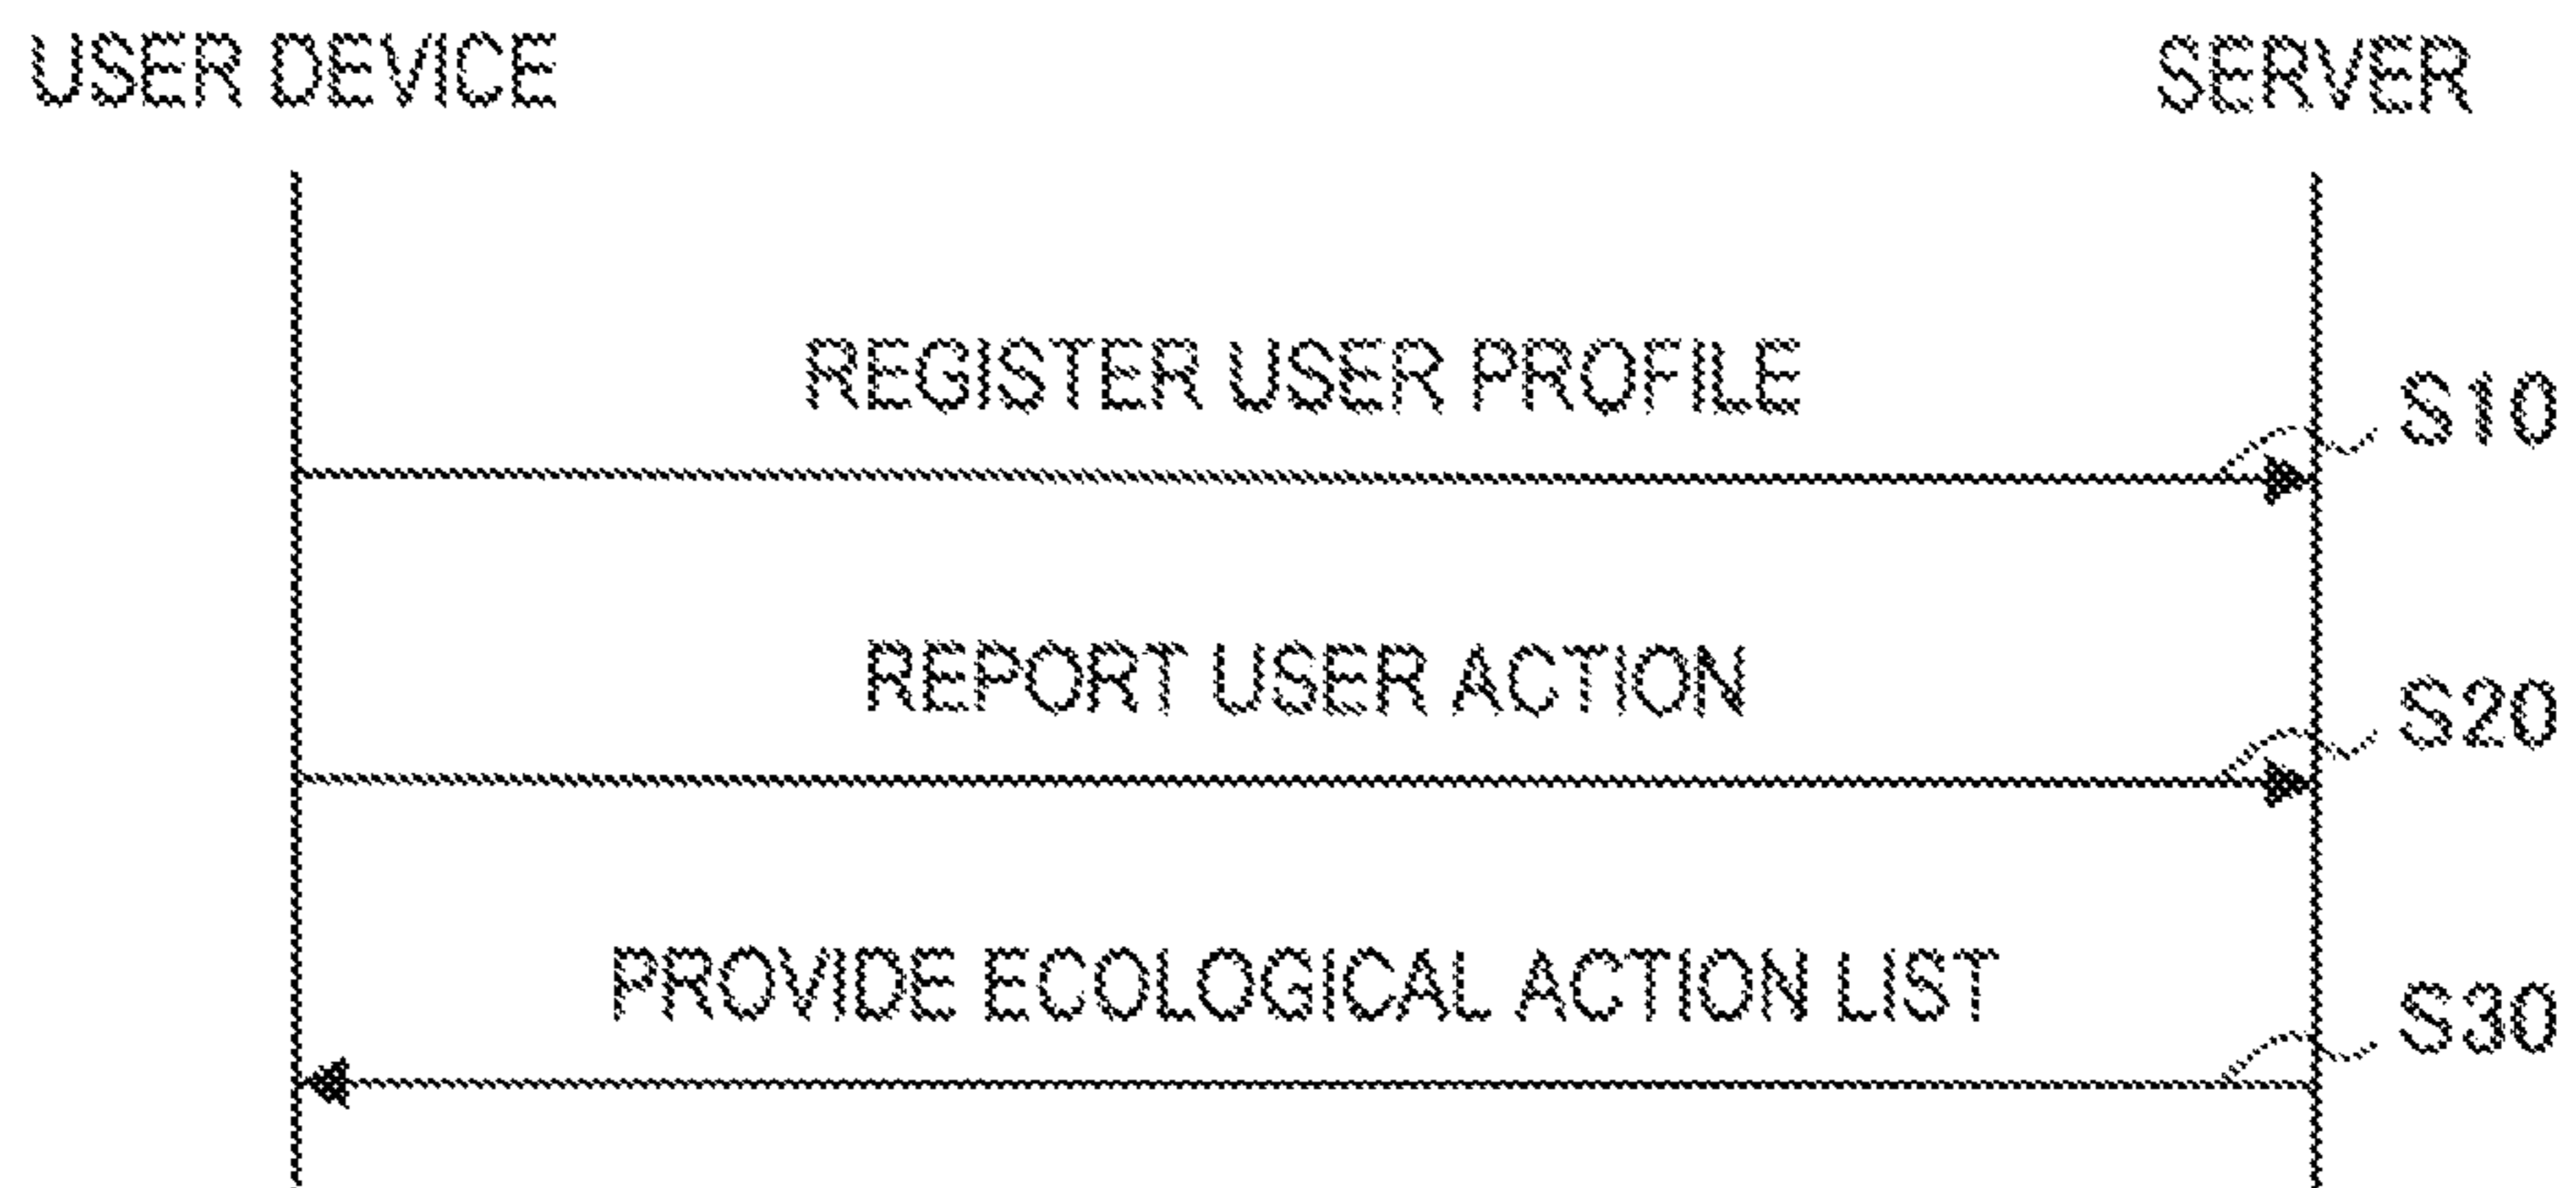 USER DEVICE
SERVER
REGISTER USER PROFILE
S10
REPORT USER ACTION
S20
PROVIDE ECOLOGICAL ACTION LIST
S30